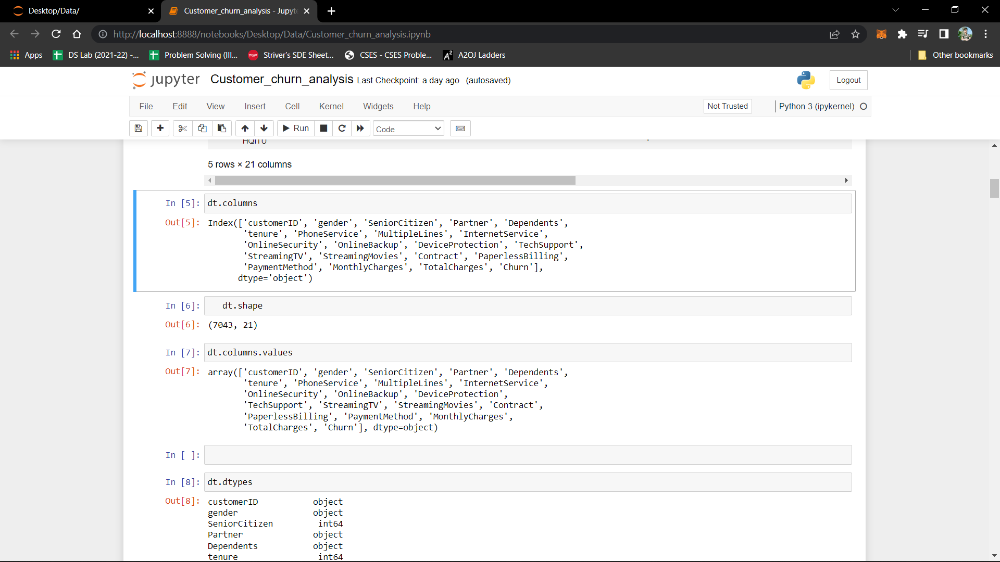 Desktop/Data/
Customer_churn_analysis - Jupyte
http://localhost:8888/notebooks/Desktop/Data/Customer_churn_analysis.ipynb
Apps
DS Lab (2021-22) -...
Problem Solving (III...
TUF
Striver's SDE Sheet...
CSES - CSES Proble...
A2OJ Ladders
Other bookmarks
jupyter Customer_churn_analysis Last Checkpoint: a day ago (autosaved)
Logout
File Edit View Insert Cell Kernel Widgets Help
Not Trusted
Python 3 (ipykernel)
Run
Code
HQITU
5 rows × 21 columns
In [5]: dt.columns
Out[5]: Index(['customerID', 'gender', 'SeniorCitizen', 'Partner', 'Dependents',
'tenure', 'PhoneService', 'MultipleLines', 'InternetService',
'OnlineSecurity', 'OnlineBackup', 'DeviceProtection', 'TechSupport',
'StreamingTV', 'StreamingMovies', 'Contract', 'PaperlessBilling',
'PaymentMethod', 'MonthlyCharges', 'TotalCharges', 'Churn'],
dtype='object')
In [6]: dt.shape
Out[6]: (7043, 21)
In [7]: dt.columns.values
Out[7]: array(['customerID', 'gender', 'SeniorCitizen', 'Partner', 'Dependents',
'tenure', 'PhoneService', 'MultipleLines', 'InternetService',
'OnlineSecurity', 'OnlineBackup', 'DeviceProtection',
'TechSupport', 'StreamingTV', 'StreamingMovies', 'Contract',
'PaperlessBilling', 'PaymentMethod', 'MonthlyCharges',
'TotalCharges', 'Churn'], dtype=object)
In [ ]:
In [8]: dt.dtypes
Out[8]: customerID object
gender object
SeniorCitizen int64
Partner object
Dependents object
tenure int64